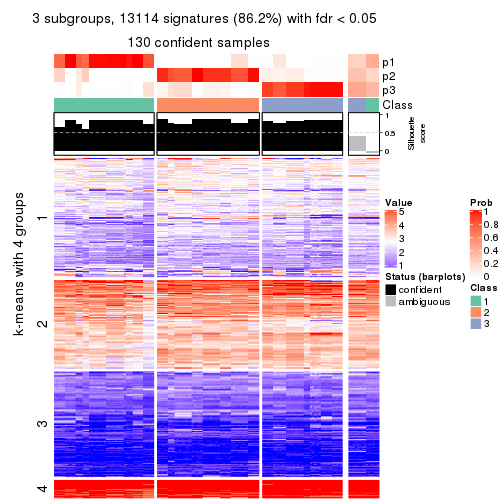 3 subgroups, 13114 signatures (86.2%) with fdr < 0.05
130 confident samples
p1
p2
p3
Class
1
0.5
0
Silhouette
score
k-means with 4 groups
1
2
3
4
Value
5
4
3
2
1
Status (barplots)
confident
ambiguous
Prob
1
0.8
0.6
0.4
0.2
0
Class
1
2
3